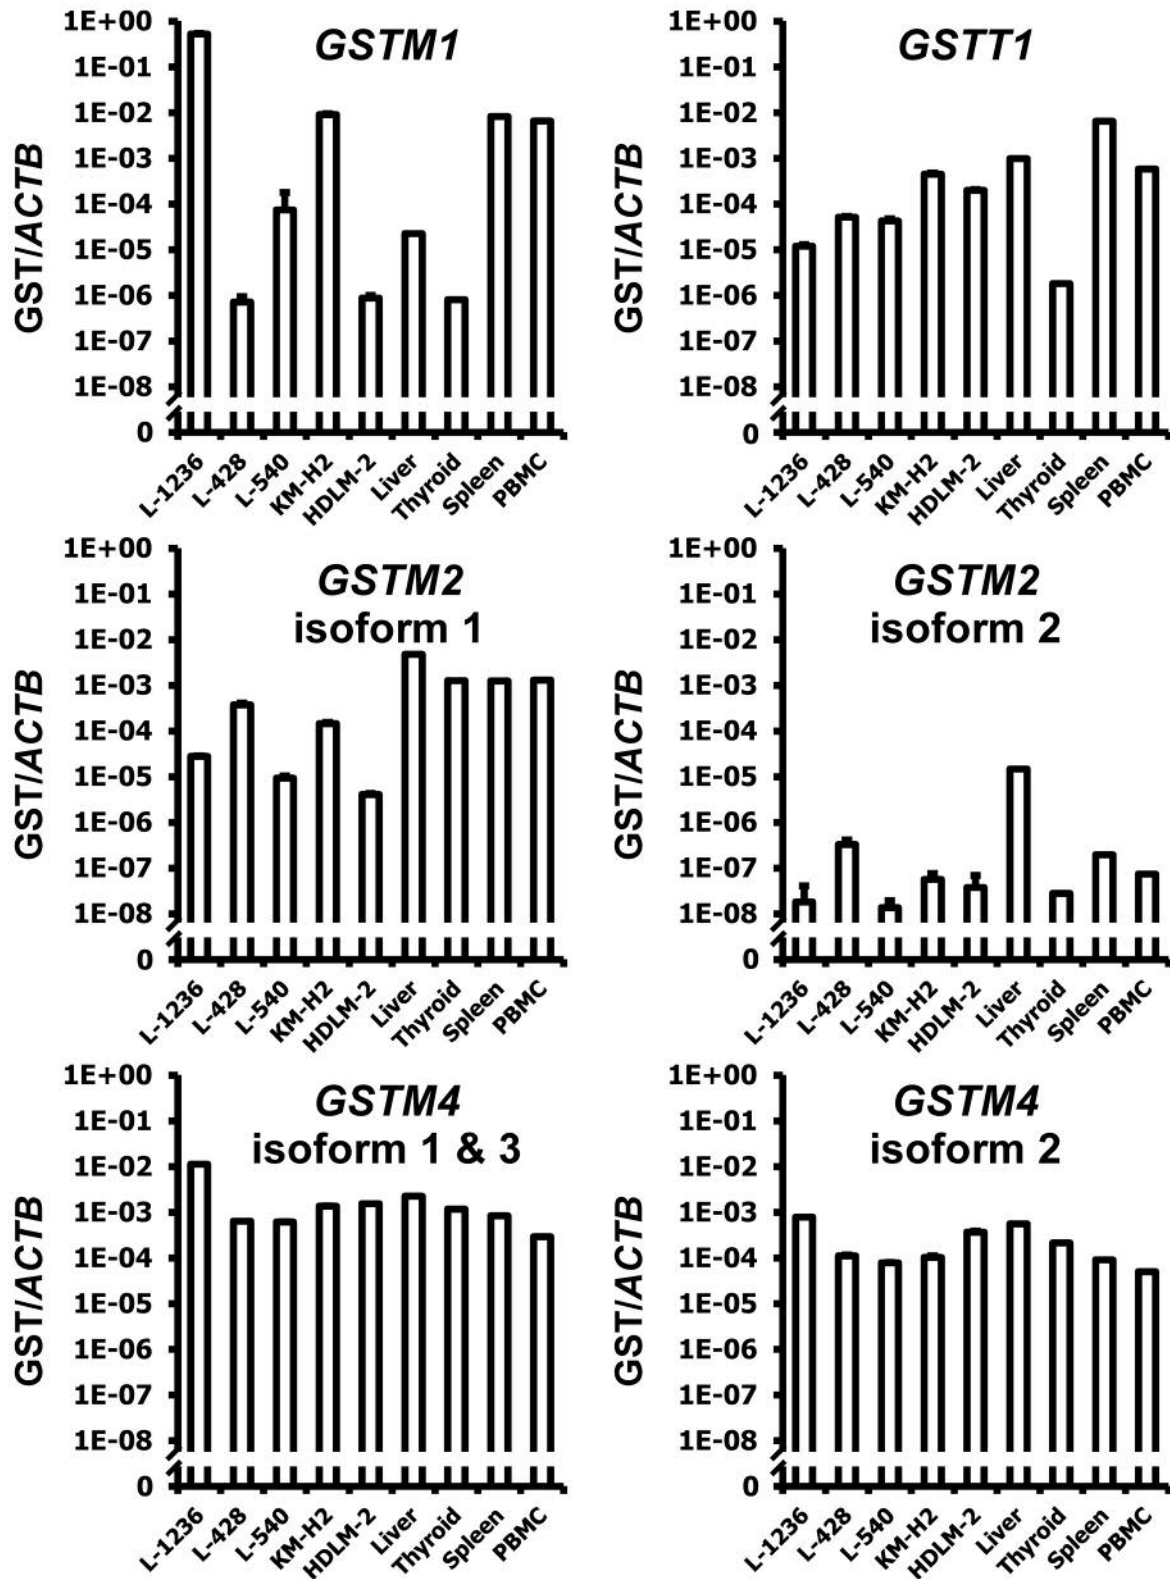 GSTM1
GST/ACTB
1E+00
1E-01
1E-02
1E-03
1E-04
1E-05
1E-06
1E-07
1E-08
0
L-1236
L-428
L-540
KM-H2
HDLM-2
Liver
Thyroid
Spleen
PBMC
GSTT1
GST/ACTB
1E+00
1E-01
1E-02
1E-03
1E-04
1E-05
1E-06
1E-07
1E-08
0
L-1236
L-428
L-540
KM-H2
HDLM-2
Liver
Thyroid
Spleen
PBMC
GSTM2
isoform 1
GST/ACTB
1E+00
1E-01
1E-02
1E-03
1E-04
1E-05
1E-06
1E-07
1E-08
0
L-1236
L-428
L-540
KM-H2
HDLM-2
Liver
Thyroid
Spleen
PBMC
GSTM2
isoform 2
GST/ACTB
1E+00
1E-01
1E-02
1E-03
1E-04
1E-05
1E-06
1E-07
1E-08
0
L-1236
L-428
L-540
KM-H2
HDLM-2
Liver
Thyroid
Spleen
PBMC
GSTM4
isoform 1 & 3
GST/ACTB
1E+00
1E-01
1E-02
1E-03
1E-04
1E-05
1E-06
1E-07
1E-08
0
L-1236
L-428
L-540
KM-H2
HDLM-2
Liver
Thyroid
Spleen
PBMC
GSTM4
isoform 2
GST/ACTB
1E+00
1E-01
1E-02
1E-03
1E-04
1E-05
1E-06
1E-07
1E-08
0
L-1236
L-428
L-540
KM-H2
HDLM-2
Liver
Thyroid
Spleen
PBMC